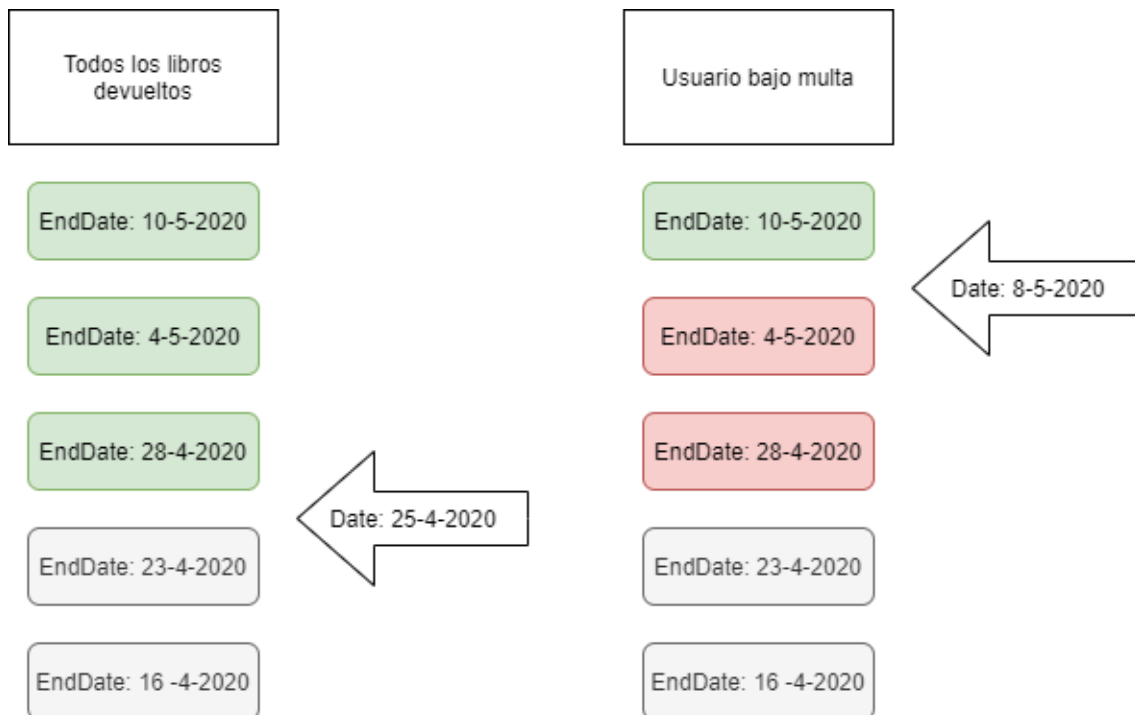 Todos los libros
devueltos
EndDate: 10-5-2020
EndDate: 4-5-2020
EndDate: 28-4-2020
Date: 25-4-2020
EndDate: 23-4-2020
EndDate: 16 -4-2020
Usuario bajo multa
EndDate: 10-5-2020
Date: 8-5-2020
EndDate: 4-5-2020
EndDate: 28-4-2020
EndDate: 23-4-2020
EndDate: 16 -4-2020